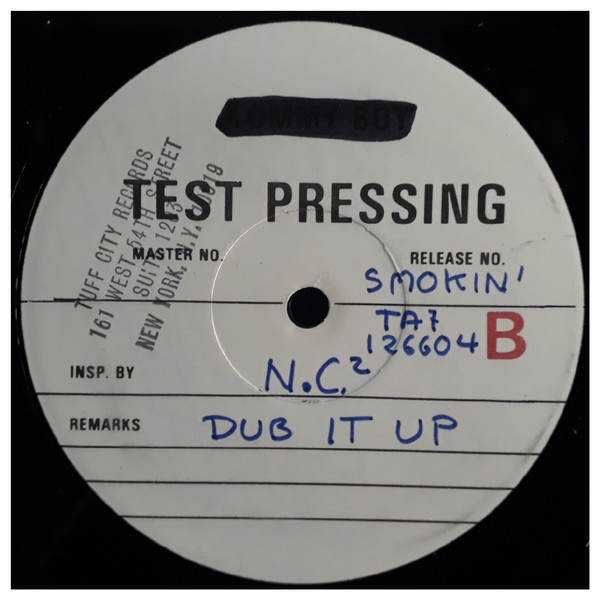 TOMMY BOY
TEST PRESSING
TUFF CITY RECORDS
161 WEST 54TH STREET
SUITE
NEW YORK, N.Y. 10019
MASTER NO.
RELEASE NO.
SMOKIN'
TA7
126604
B
INSP. BY
N.C.²
REMARKS
DUB IT UP